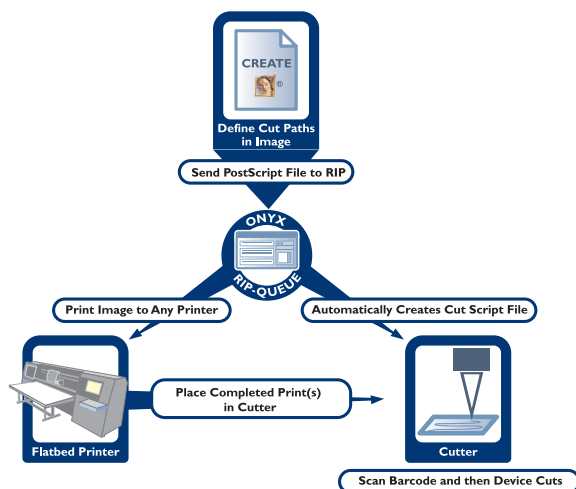 CREATE
®
Define Cut Paths
in Image
Send PostScript File to RIP
ONYX
RIP-QUEUE
Print Image to Any Printer
Automatically Creates Cut Script File
Place Completed Print(s)
in Cutter
Flatbed Printer
Cutter
Scan Barcode and then Device Cuts